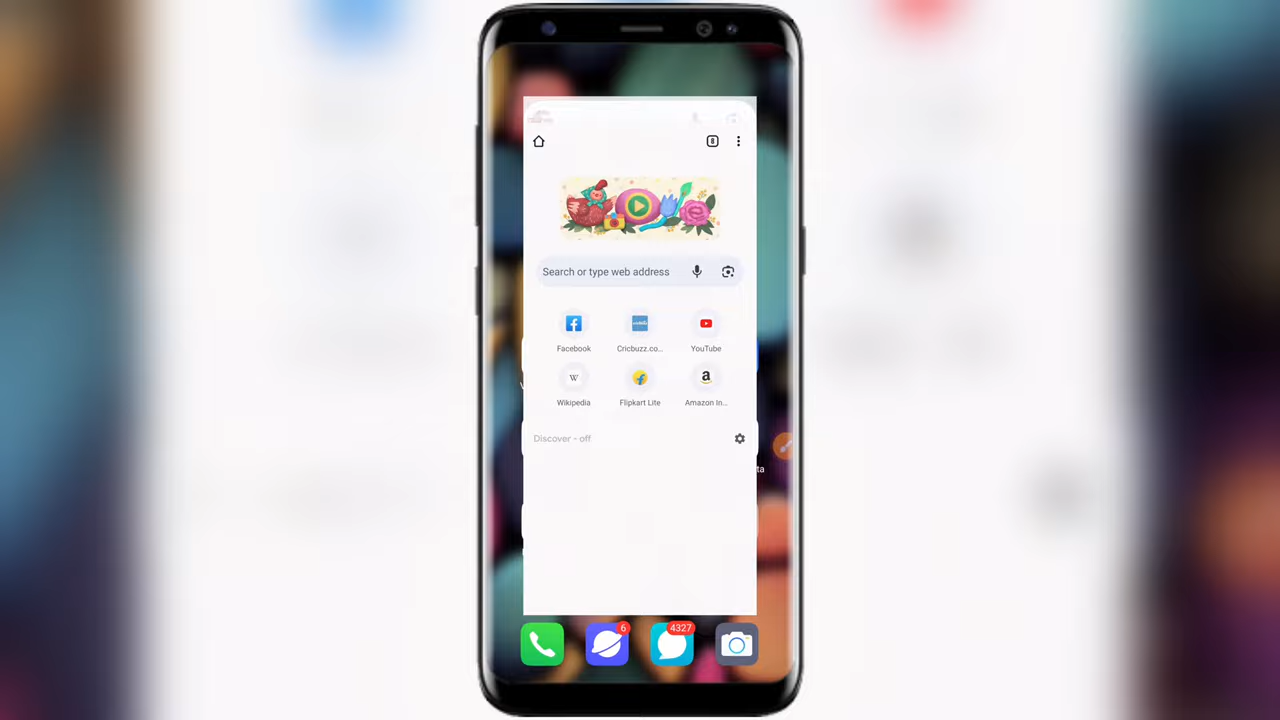 8
Search or type web address
Facebook
Cricbuzz.co...
YouTube
W
Wikipedia
Flipkart Lite
a
Amazon In...
Discover - off
ta
6
4327